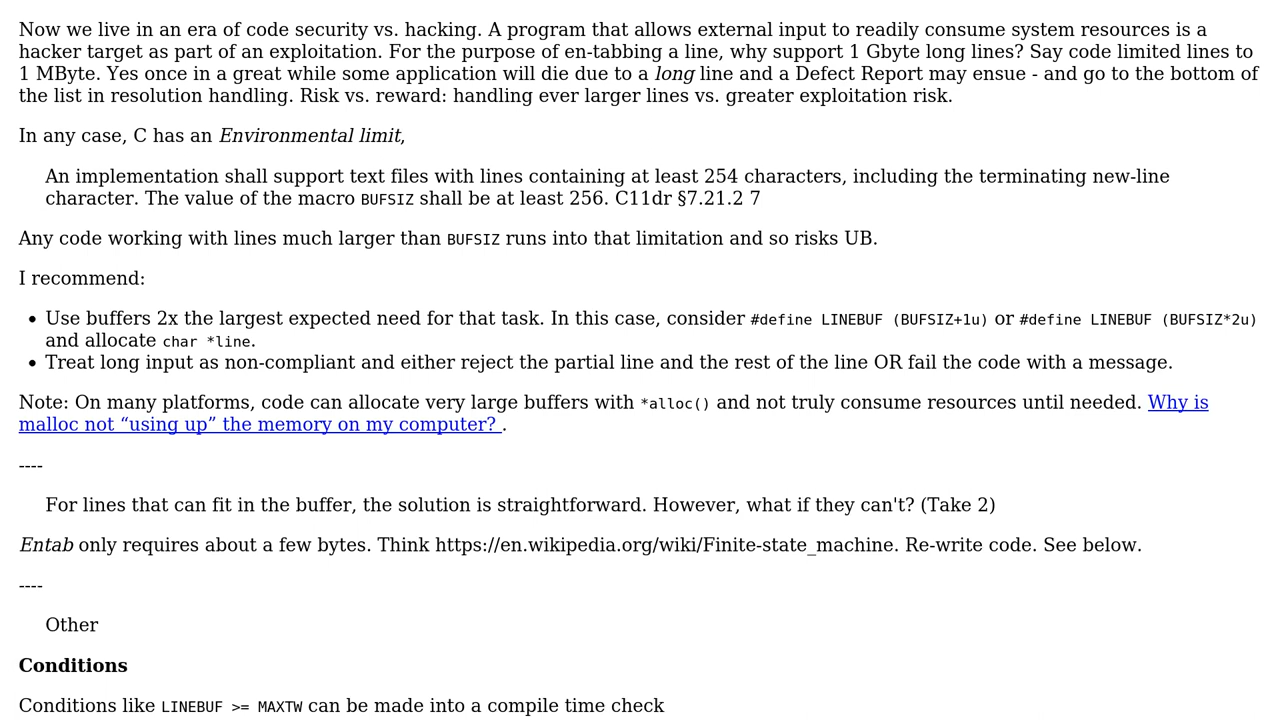 Now we live in an era of code security vs. hacking. A program that allows external input to readily consume system resources is a
hacker target as part of an exploitation. For the purpose of en-tabbing a line, why support 1 Gbyte long lines? Say code limited lines to
1 MByte. Yes once in a great while some application will die due to a long line and a Defect Report may ensue - and go to the bottom of
the list in resolution handling. Risk vs. reward: handling ever larger lines vs. greater exploitation risk.
In any case, C has an Environmental limit,
An implementation shall support text files with lines containing at least 254 characters, including the terminating new-line
character. The value of the macro BUFSIZ shall be at least 256. C11dr §7.21.2 7
Any code working with lines much larger than BUFSIZ runs into that limitation and so risks UB.
I recommend:
• Use buffers 2x the largest expected need for that task. In this case, consider #define LINEBUF (BUFSIZ+1u) or #define LINEBUF (BUFSIZ*2u)
and allocate char *line.
• Treat long input as non-compliant and either reject the partial line and the rest of the line OR fail the code with a message.
Note: On many platforms, code can allocate very large buffers with *alloc() and not truly consume resources until needed. Why is
malloc not “using up” the memory on my computer? .
----
For lines that can fit in the buffer, the solution is straightforward. However, what if they can't? (Take 2)
Entab only requires about a few bytes. Think https://en.wikipedia.org/wiki/Finite-state_machine. Re-write code. See below.
----
Other
Conditions
Conditions like LINEBUF >= MAXTW can be made into a compile time check